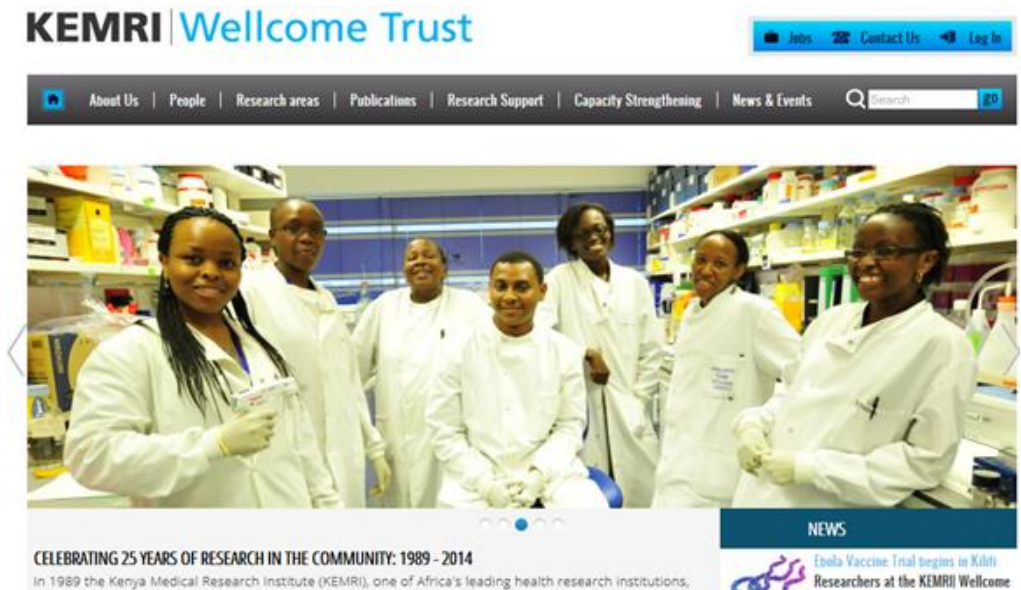 KEMRI Wellcome Trust
Jobs Contact Us Log In
About Us | People | Research areas | Publications | Research Support | Capacity Strengthening | News & Events Search go
NEWS
CELEBRATING 25 YEARS OF RESEARCH IN THE COMMUNITY: 1989 - 2014
In 1989 the Kenya Medical Research Institute (KEMRI), one of Africa's leading health research institutions,
Ebola Vaccine Trial begins in Kilifi
Researchers at the KEMRI Wellcome